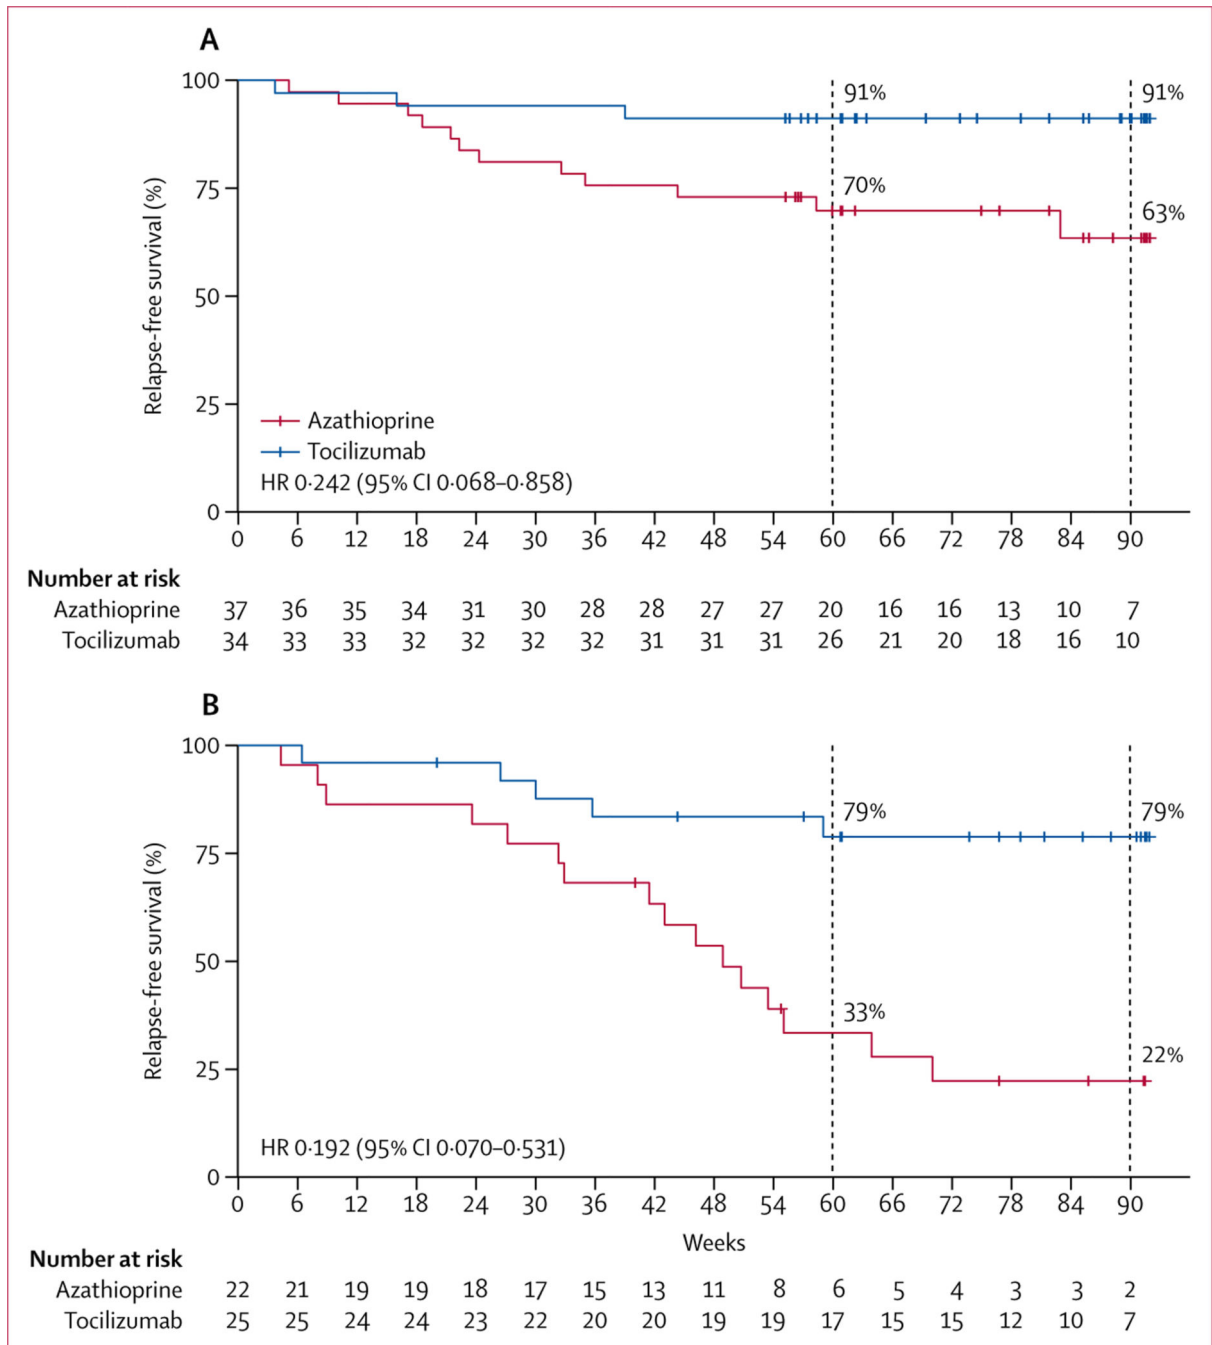 A
100
75
50
25
0
Relapse-free survival (%)
91%
91%
70%
63%
Azathioprine
Tocilizumab
HR 0·242 (95% CI 0·068–0·858)
0 6 12 18 24 30 36 42 48 54 60 66 72 78 84 90
Number at risk
Azathioprine 37 36 35 34 31 30 28 28 27 27 20 16 16 13 10 7
Tocilizumab 34 33 33 32 32 32 32 31 31 31 26 21 20 18 16 10
B
100
75
50
25
0
Relapse-free survival (%)
79%
79%
33%
22%
HR 0·192 (95% CI 0·070–0·531)
0 6 12 18 24 30 36 42 48 54 60 66 72 78 84 90
Weeks
Number at risk
Azathioprine 22 21 19 19 18 17 15 13 11 8 6 5 4 3 3 2
Tocilizumab 25 25 24 24 23 22 20 20 19 19 17 15 15 12 10 7